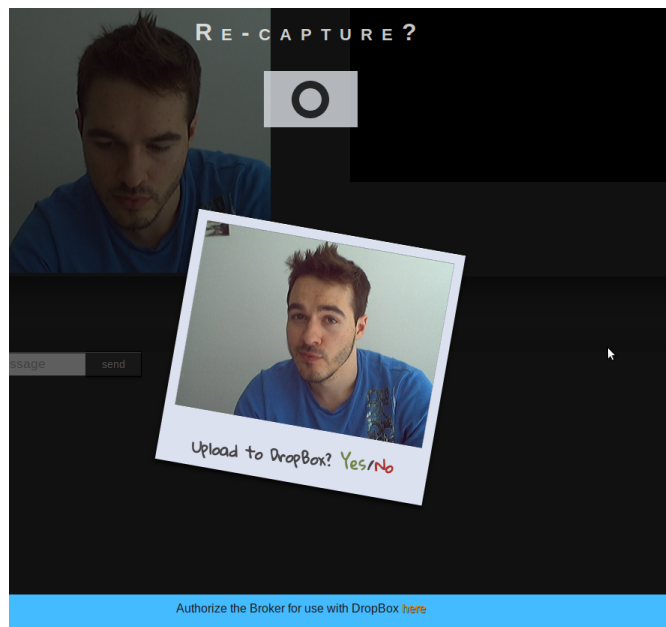 Re-capture?
ssage
send
Upload to DropBox? Yes/No
Authorize the Broker for use with DropBox here